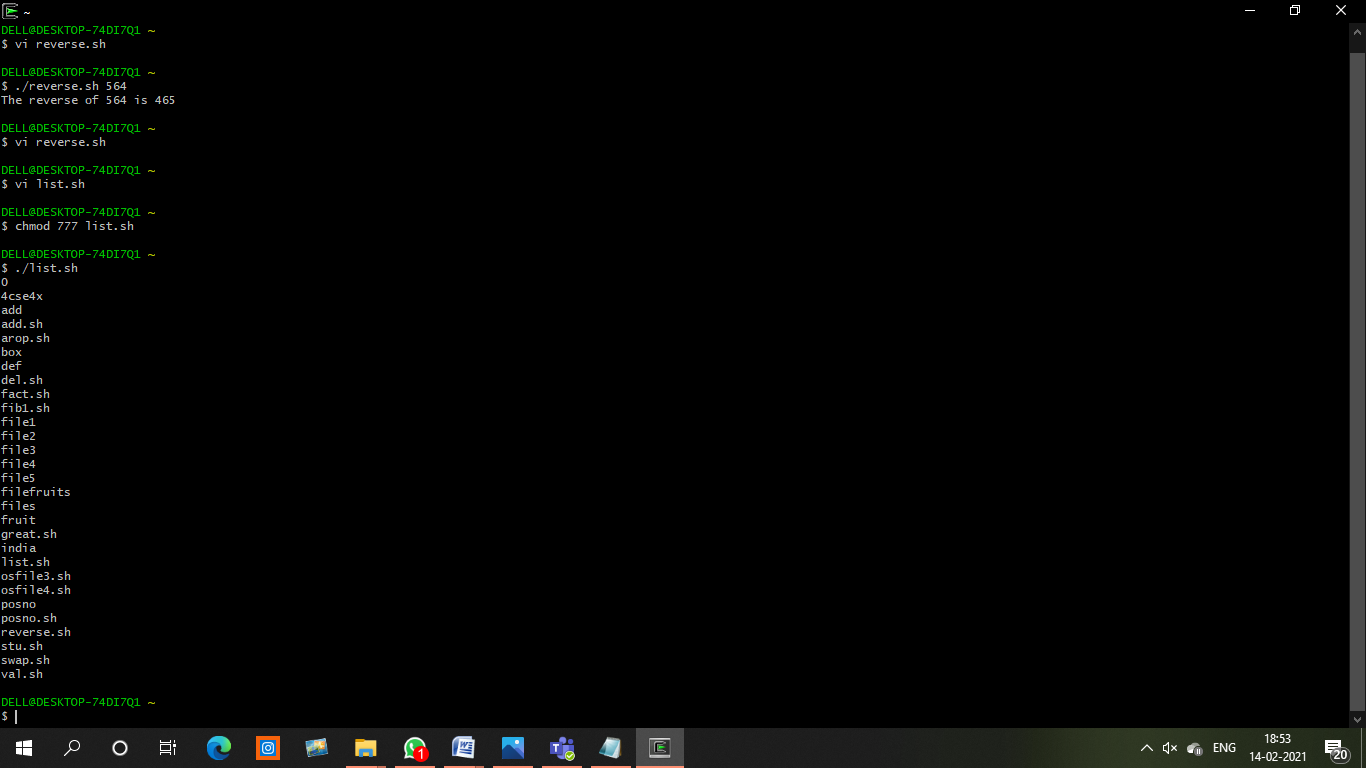 ~
DELL@DESKTOP-74DI7Q1 ~
$ vi reverse.sh
DELL@DESKTOP-74DI7Q1 ~
$ ./reverse.sh 564
The reverse of 564 is 465
DELL@DESKTOP-74DI7Q1 ~
$ vi reverse.sh
DELL@DESKTOP-74DI7Q1 ~
$ vi list.sh
DELL@DESKTOP-74DI7Q1 ~
$ chmod 777 list.sh
DELL@DESKTOP-74DI7Q1 ~
$ ./list.sh
0
4cse4x
add
add.sh
arop.sh
box
def
del.sh
fact.sh
fib1.sh
file1
file2
file3
file4
file5
filefruits
files
fruit
great.sh
india
list.sh
osfile3.sh
osfile4.sh
posno
posno.sh
reverse.sh
stu.sh
swap.sh
val.sh
DELL@DESKTOP-74DI7Q1 ~
$
1
ENG
18:53
14-02-2021
20